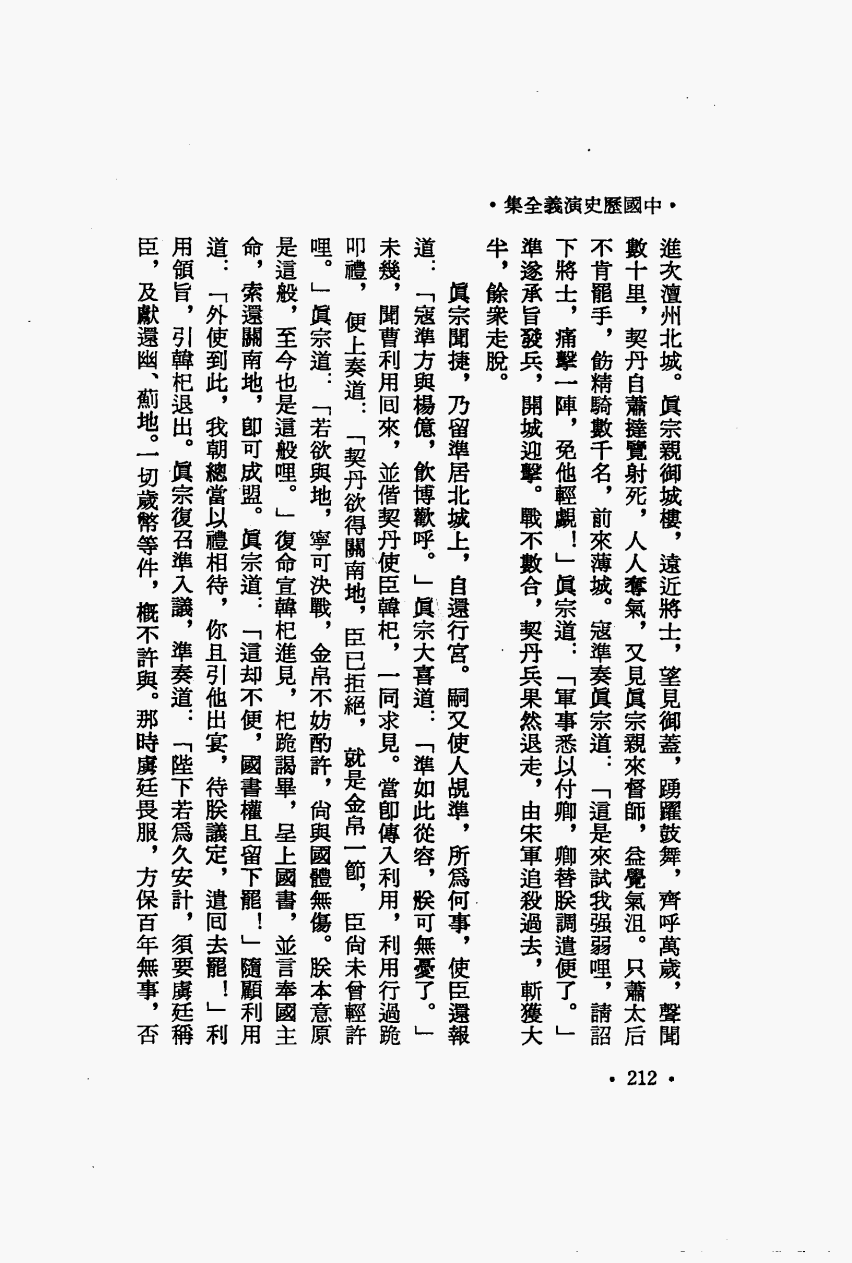 •中國歷史演義全集•
進次澶州北城。眞宗親御城樓，遠近將士，望見御蓋，踴躍鼓舞，齊呼萬歲，聲聞
數十里，契丹自蕭撻覽射死，人人奪氣，又見眞宗親來督師，益覺氣沮。只蕭太后
不肯罷手，飭精騎數千名，前來薄城。寇準奏眞宗道：「這是來試我强弱哩，請詔
下將士，痛擊一陣，免他輕覷！」眞宗道：「軍事悉以付卿，卿替朕調遣便了。」
準遂承旨發兵，開城迎擊。戰不數合，契丹兵果然退走，由宋軍追殺過去，斬獲大
半，餘衆走脫。
眞宗聞捷，乃留準居北城上，自還行宮。嗣又使人覘準，所爲何事，使臣還報
道：「寇準方與楊億，飮博歡呼。」眞宗大喜道：「準如此從容，朕可無憂了。」
未幾，聞曹利用回來，並偕契丹使臣韓杞，一同求見。當卽傳入利用，利用行過跪
叩禮，便上奏道：「契丹欲得關南地，臣已拒絕，就是金帛一節，臣尙未曾輕許
哩。」眞宗道：「若欲與地，寧可決戰，金帛不妨酌許，尙與國體無傷。朕本意原
是這般，至今也是這般哩。」復命宣韓杞進見，杞跪謁畢，呈上國書，並言奉國主
命，索還關南地，卽可成盟。眞宗道：「這却不便，國書權且留下罷！」隨顧利用
道：「外使到此，我朝總當以禮相待，你且引他出宴，待朕議定，遣回去罷！」利
用領旨，引韓杞退出。眞宗復召準入議，準奏道：「陛下若爲久安計，須要虜廷稱
臣，及獻還幽、薊地。一切歲幣等件，槪不許與。那時虜廷畏服，方保百年無事，否
•212•